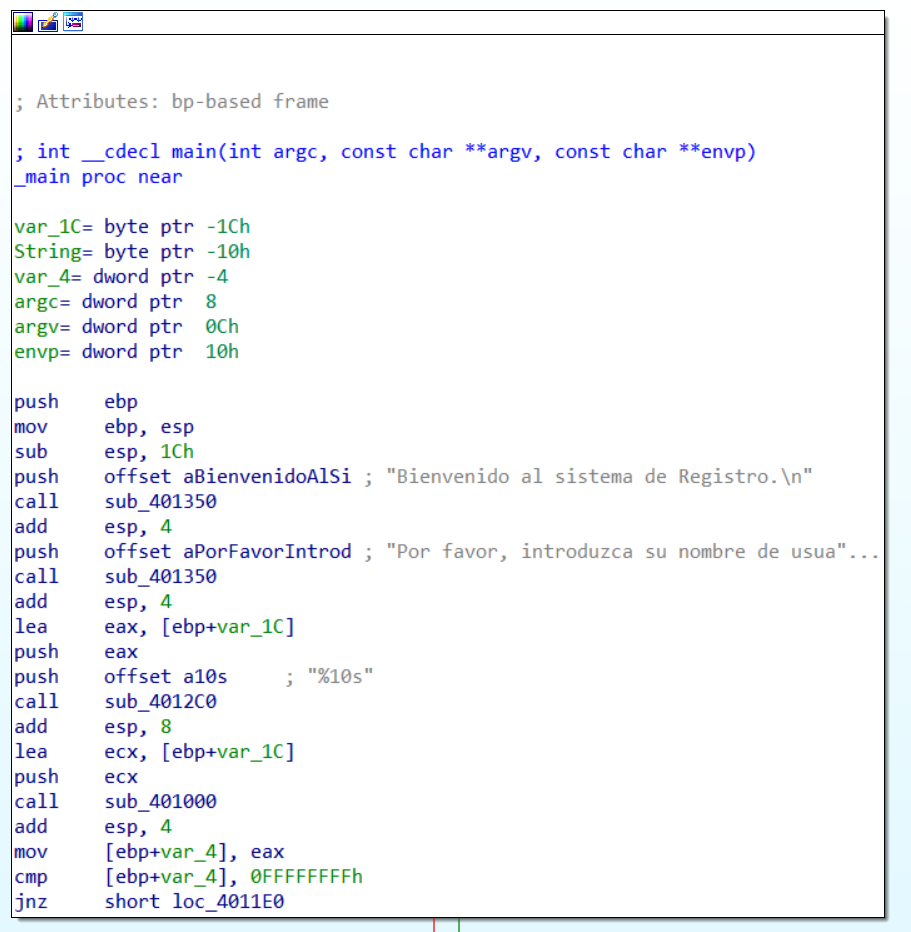 ; Attributes: bp-based frame
; int __cdecl main(int argc, const char **argv, const char **envp)
_main proc near
var_1C= byte ptr -1Ch
String= byte ptr -10h
var_4= dword ptr -4
argc= dword ptr  8
argv= dword ptr  0Ch
envp= dword ptr  10h
push    ebp
mov     ebp, esp
sub     esp, 1Ch
push    offset aBienvenidoAlSi ; "Bienvenido al sistema de Registro.\n"
call    sub_401350
add     esp, 4
push    offset aPorFavorIntrod ; "Por favor, introduzca su nombre de usua"...
call    sub_401350
add     esp, 4
lea     eax, [ebp+var_1C]
push    eax
push    offset a10s     ; "%10s"
call    sub_4012C0
add     esp, 8
lea     ecx, [ebp+var_1C]
push    ecx
call    sub_401000
add     esp, 4
mov     [ebp+var_4], eax
cmp     [ebp+var_4], 0FFFFFFFFh
jnz     short loc_4011E0